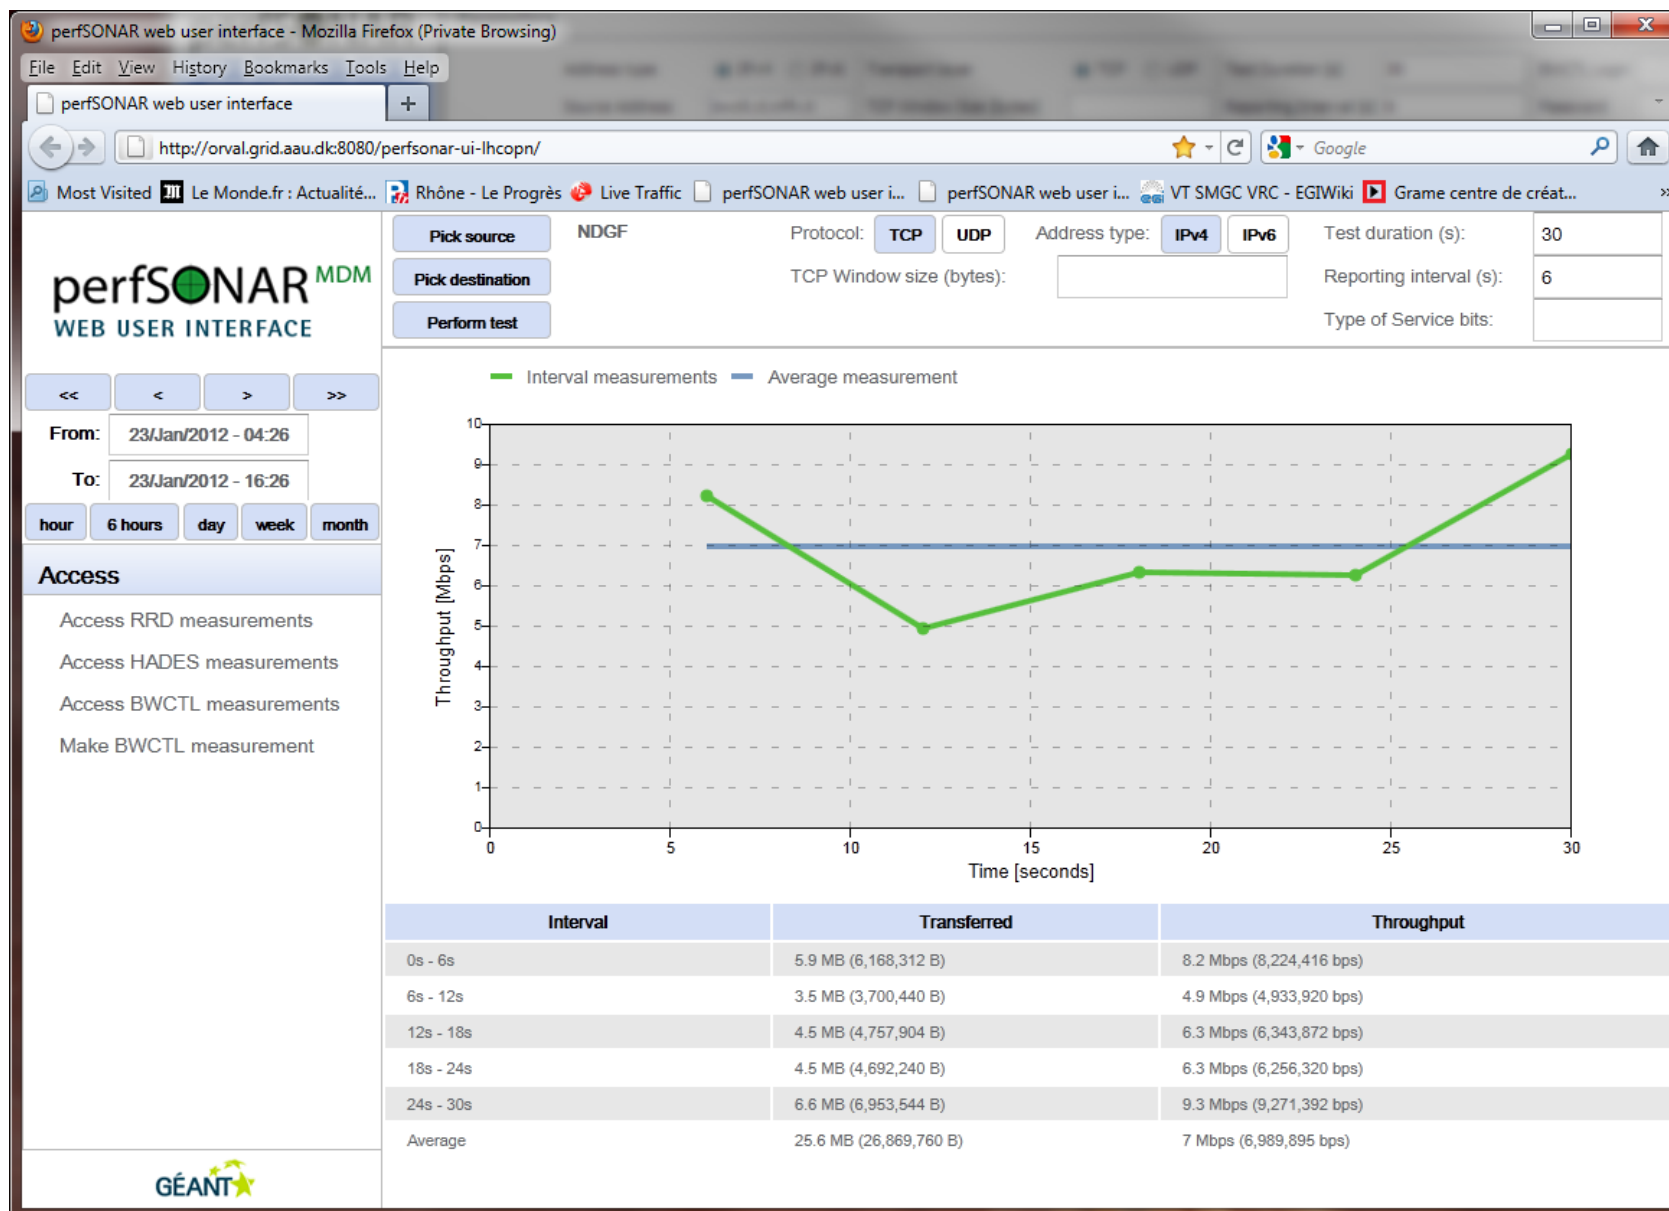 perfSONAR web user interface - Mozilla Firefox (Private Browsing)
File Edit View History Bookmarks Tools Help
perfSONAR web user interface
http://orval.grid.aau.dk:8080/perfsonar-ui-lhcopn/
Google
Most Visited Le Monde.fr : Actualité... Rhône - Le Progrès Live Traffic perfSONAR web user i... perfSONAR web user i... VT SMGC VRC - EGIWiki Grame centre de créat... »
perfSONAR MDM
WEB USER INTERFACE
<< < > >>
From: 23/Jan/2012 - 04:26
To: 23/Jan/2012 - 16:26
hour 6 hours day week month
Access
Access RRD measurements
Access HADES measurements
Access BWCTL measurements
Make BWCTL measurement
GÉANT
Pick source NDGF Protocol: TCP UDP Address type: IPv4 IPv6 Test duration (s): 30
Pick destination TCP Window size (bytes): Reporting interval (s): 6
Perform test Type of Service bits:
Interval measurements Average measurement
Throughput [Mbps]
10
9
8
7
6
5
4
3
2
1
0
0 5 10 15 20 25 30
Time [seconds]
Interval Transferred Throughput
0s - 6s 5.9 MB (6,168,312 B) 8.2 Mbps (8,224,416 bps)
6s - 12s 3.5 MB (3,700,440 B) 4.9 Mbps (4,933,920 bps)
12s - 18s 4.5 MB (4,757,904 B) 6.3 Mbps (6,343,872 bps)
18s - 24s 4.5 MB (4,692,240 B) 6.3 Mbps (6,256,320 bps)
24s - 30s 6.6 MB (6,953,544 B) 9.3 Mbps (9,271,392 bps)
Average 25.6 MB (26,869,760 B) 7 Mbps (6,989,895 bps)